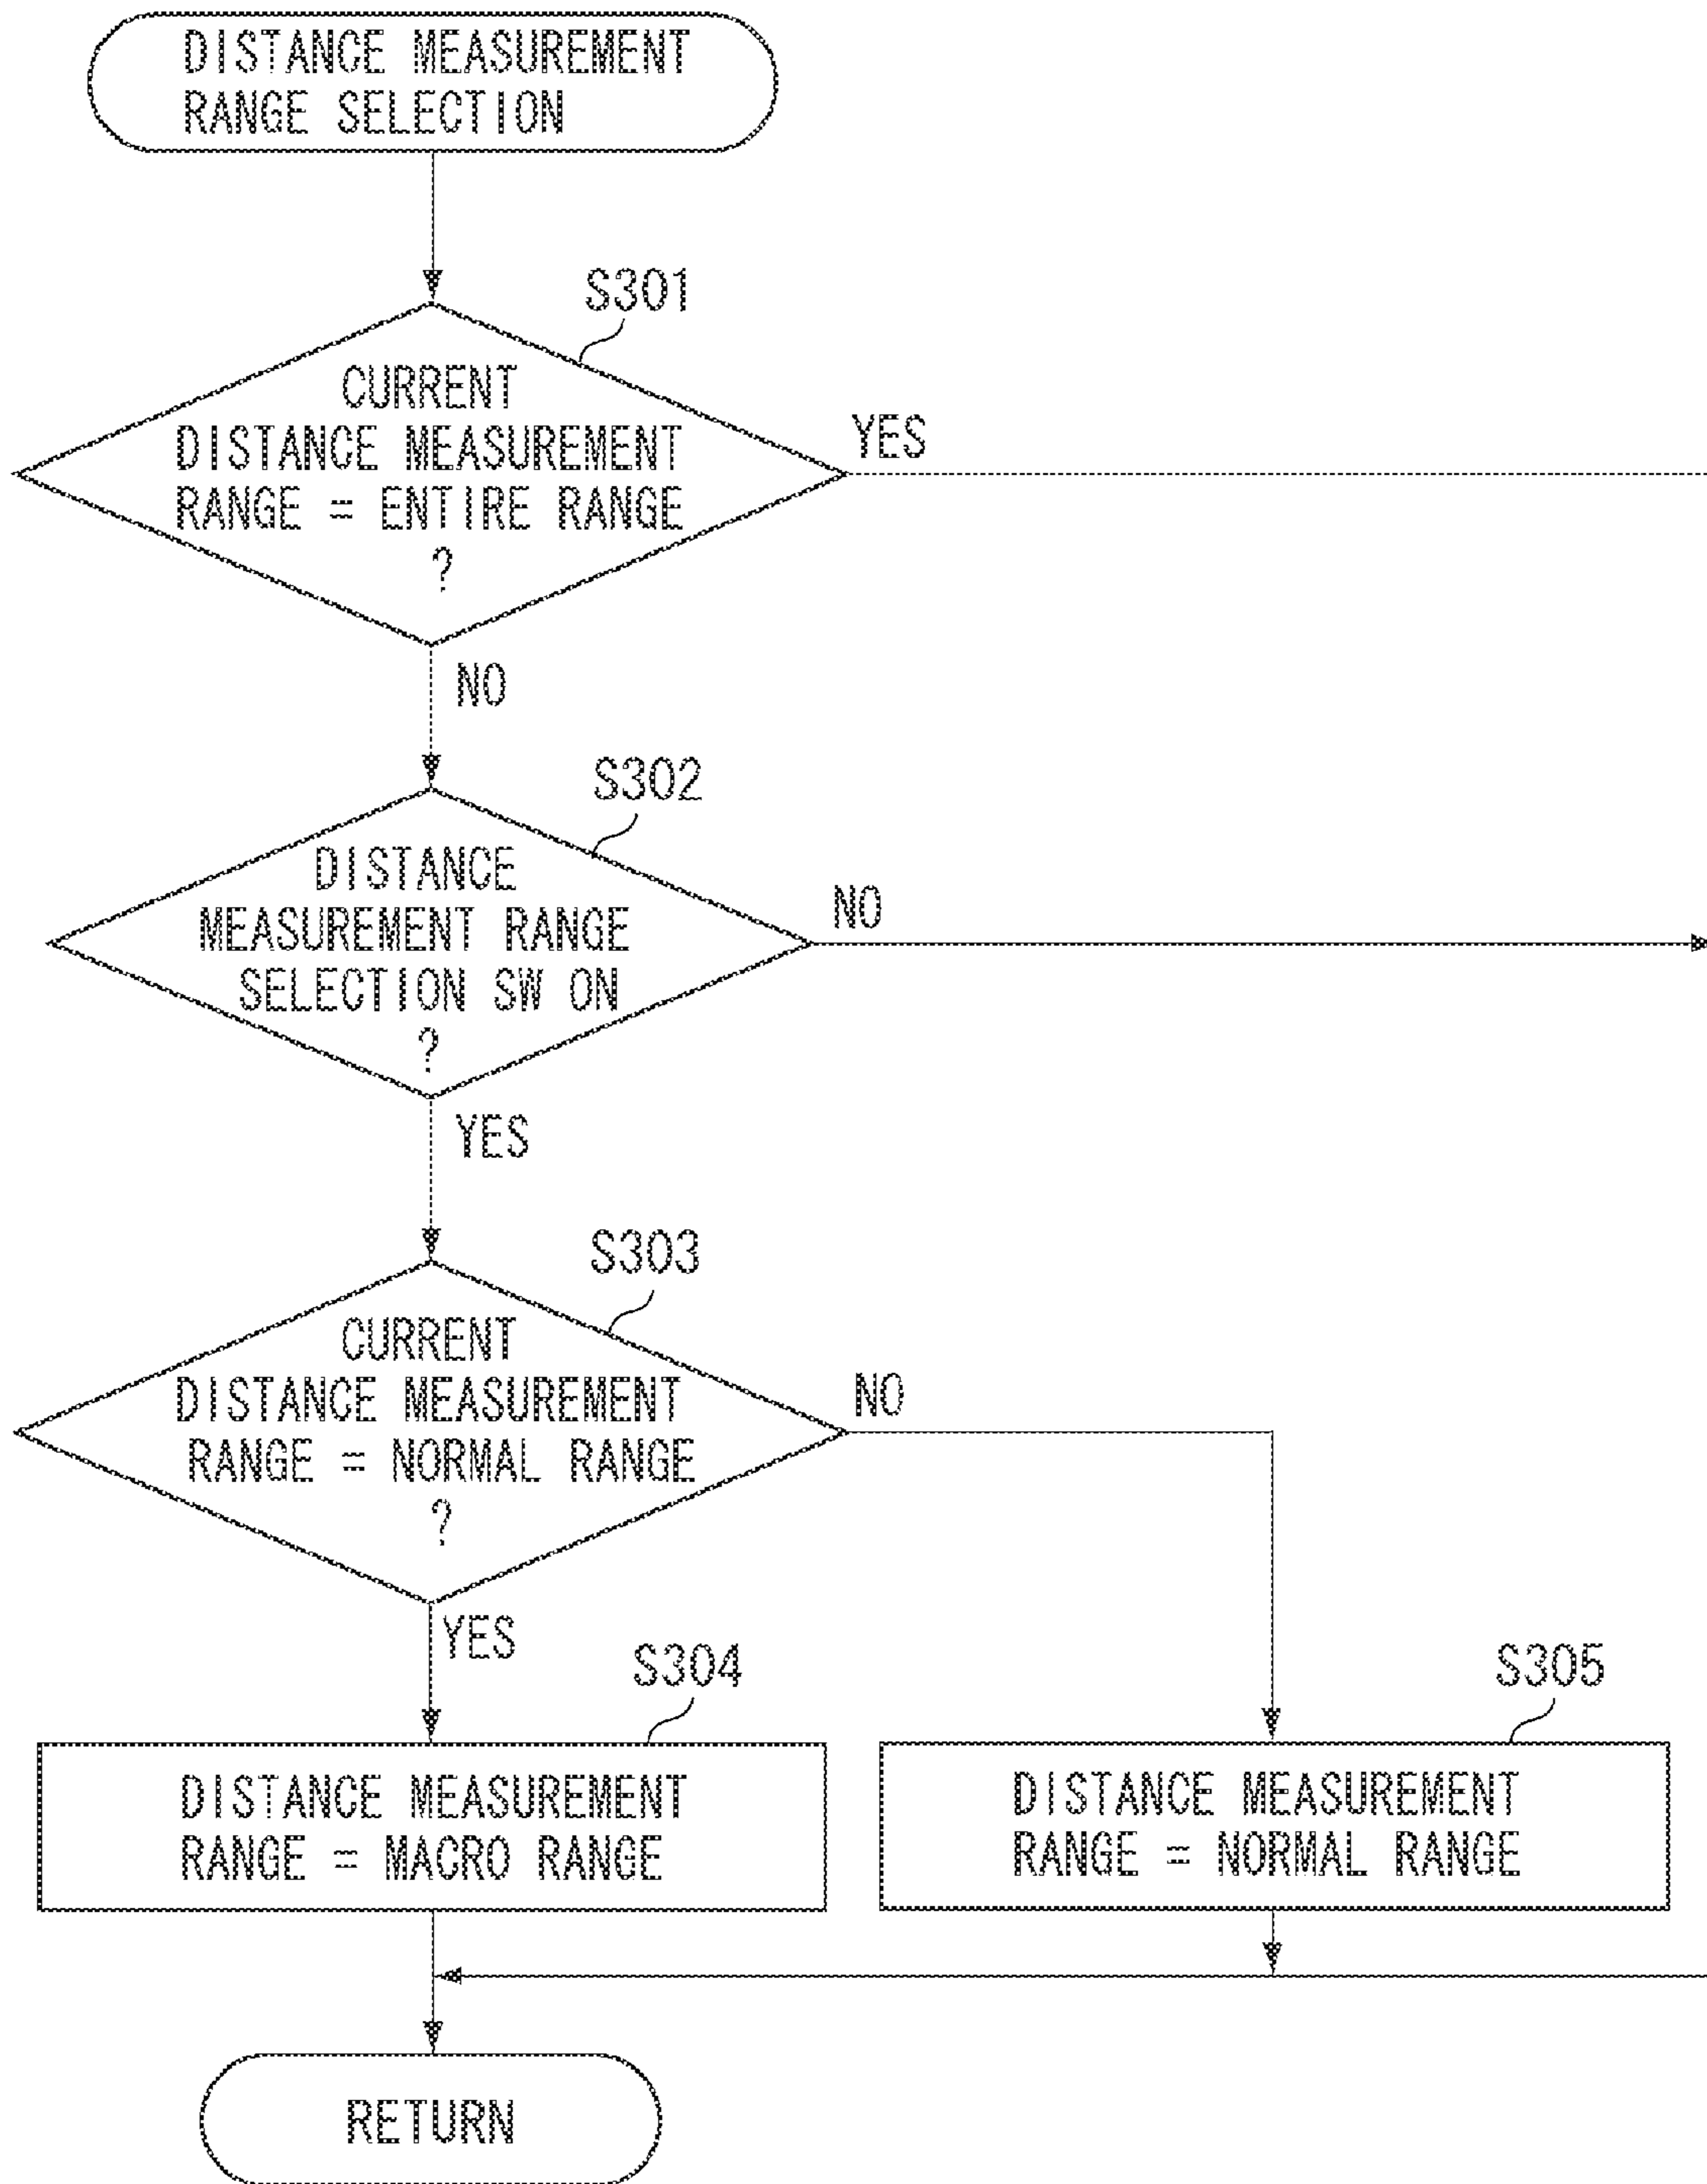 DISTANCE MEASUREMENT
RANGE SELECTION
S301
CURRENT
DISTANCE MEASUREMENT
RANGE = ENTIRE RANGE
?
YES
NO
S302
DISTANCE
MEASUREMENT RANGE
SELECTION SW ON
?
NO
YES
S303
CURRENT
DISTANCE MEASUREMENT
RANGE = NORMAL RANGE
?
NO
YES
S304
DISTANCE MEASUREMENT
RANGE = MACRO RANGE
S305
DISTANCE MEASUREMENT
RANGE = NORMAL RANGE
RETURN